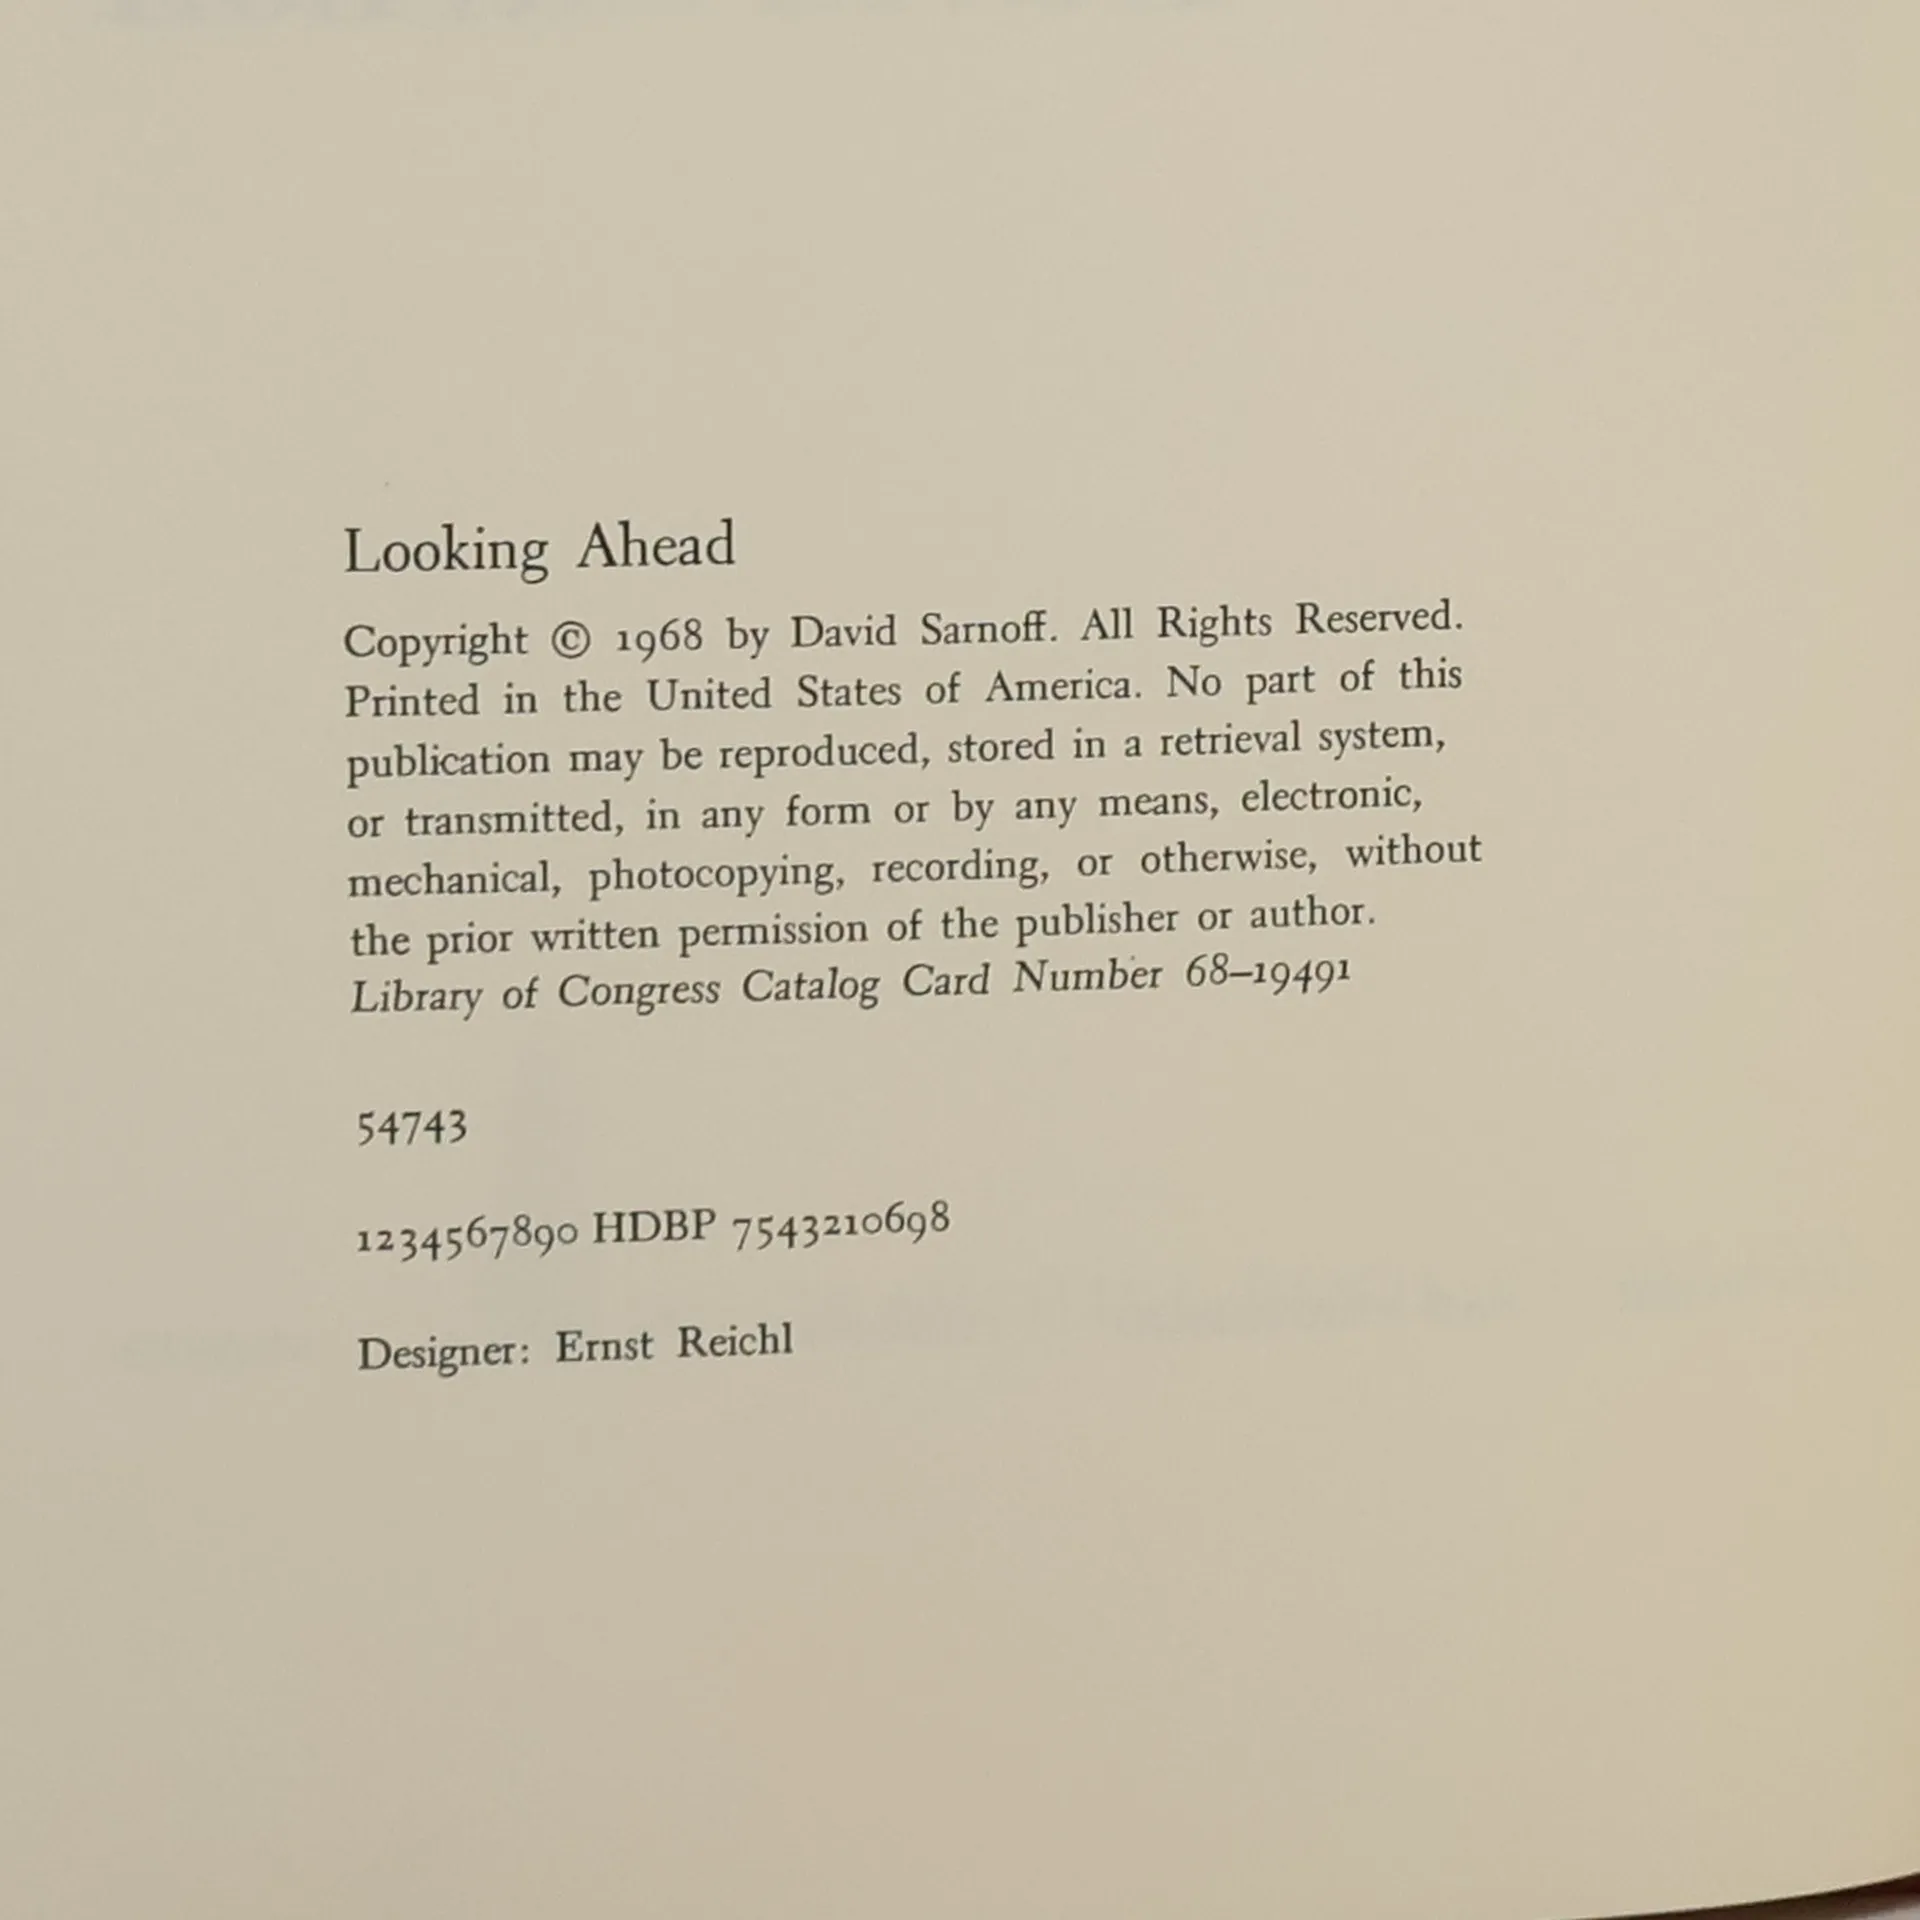 Looking Ahead
Copyright © 1968 by David Sarnoff. All Rights Reserved.
Printed in the United States of America. No part of this
publication may be reproduced, stored in a retrieval system,
or transmitted, in any form or by any means, electronic,
mechanical, photocopying, recording, or otherwise, without
the prior written permission of the publisher or author.
Library of Congress Catalog Card Number 68–19491
54743
1234567890 HDBP 7543210698
Designer: Ernst Reichl